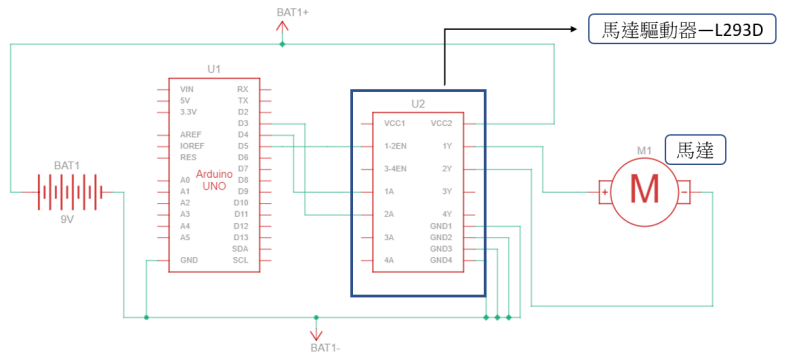 BAT1+
馬達驅動器—L293D
U1
VIN
5V
3.3V
AREF
IOREF
RES
A0
A1
A2
A3
A4
A5
GND
Arduino
UNO
RX
TX
D2
D3
D4
D5
D6
D7
D8
D9
D10
D11
D12
D13
SDA
SCL
U2
VCC1
1-2EN
3-4EN
1A
2A
3A
4A
VCC2
1Y
2Y
3Y
4Y
GND1
GND2
GND3
GND4
M1
馬達
M
+
-
BAT1
9V
BAT1-